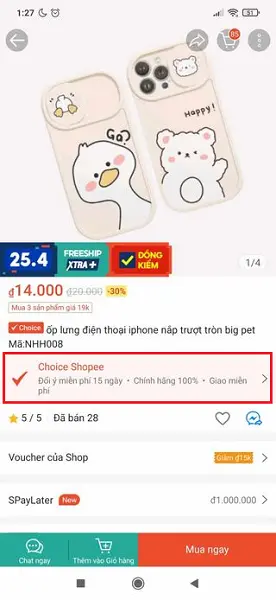 1:27
51
85
Gạ?
Happy!
25.4
FREESHIP XTRA+
ĐỒNG KIỂM
1/4
₫14.000 ₫20.000 -30%
Mua 3 sản phẩm giá 19k
Choice ốp lưng điện thoại iphone nắp trượt tròn big pet
Mã:NHH008
Choice Shopee
Đổi ý miễn phí 15 ngày • Chính hãng 100% • Giao miễn
phí
5 / 5 Đã bán 28
Voucher của Shop Giảm ₫15k
SPayLater New ₫1.000.000
Chat ngay Thêm vào Giỏ hàng Mua ngay